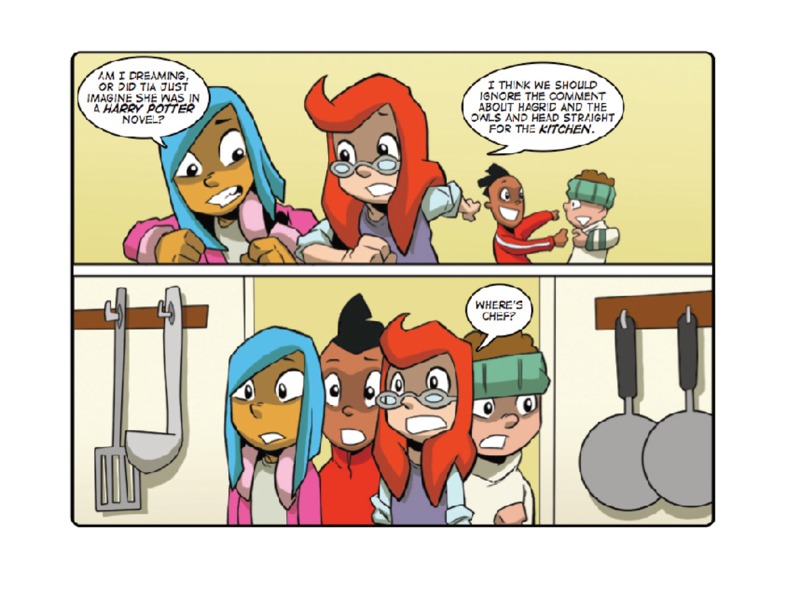 AM I DREAMING,
OR DID TIA JUST
IMAGINE SHE WAS IN
A HARRY POTTER
NOVEL?
I THINK WE SHOULD
IGNORE THE COMMENT
ABOUT HAGRID AND THE
OWLS AND HEAD STRAIGHT
FOR THE KITCHEN.
WHERE'S
CHEF?